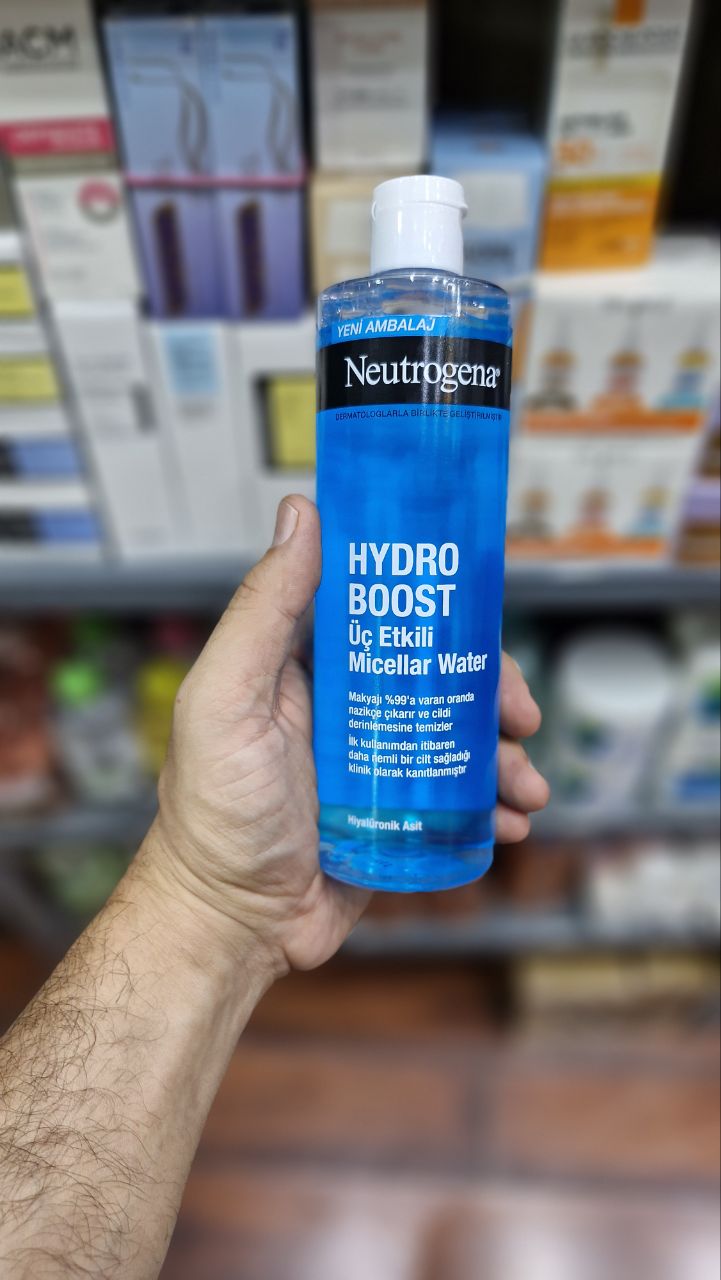 YENİ AMBALAJ
Neutrogena®
DERMATOLOGLARLA BİRLİKTE GELİŞTİRİLMİŞTİR
HYDRO
BOOST
Üç Etkili
Micellar Water
Makyajı %99'a varan oranda
nazikçe çıkarır ve cildi
derinlemesine temizler
İlk kullanımdan itibaren
daha nemli bir cilt sağladığı
klinik olarak kanıtlanmıştır
Hiyalüronik Asit
ACM